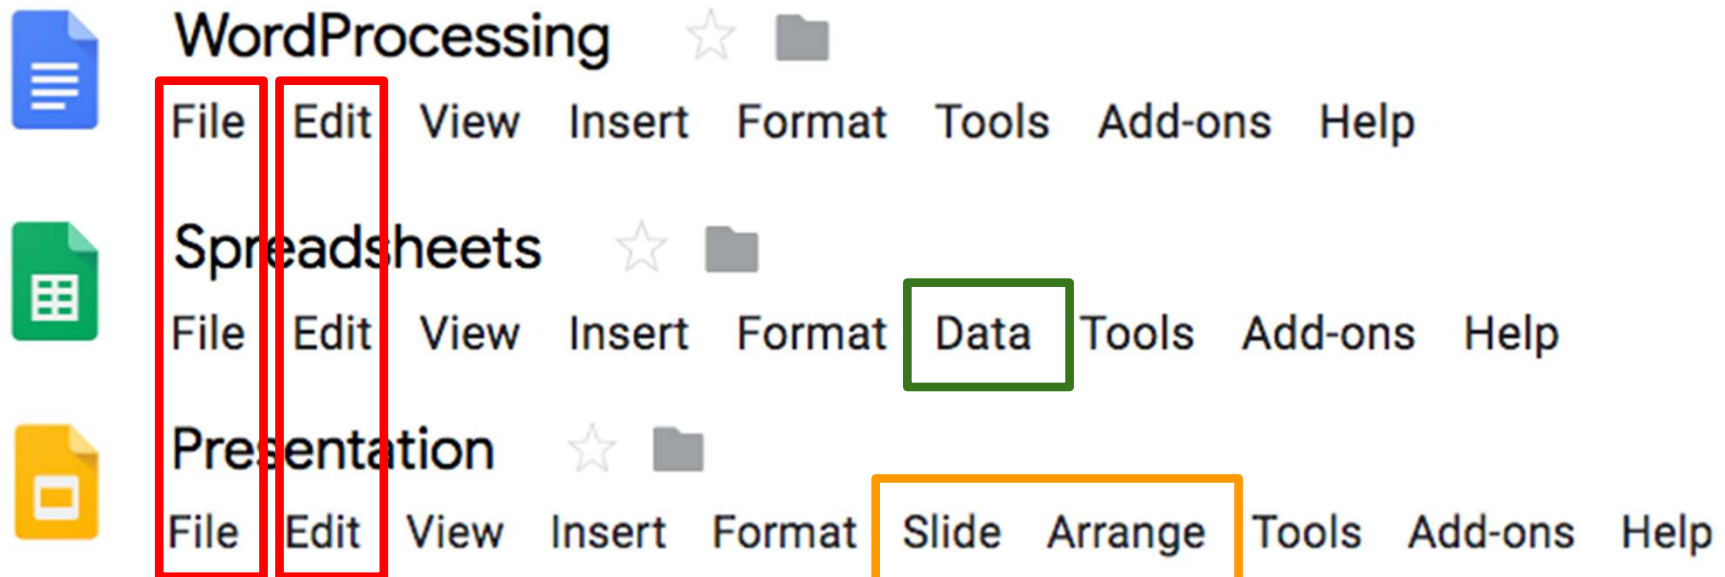 WordProcessing
File Edit View Insert Format Tools Add-ons Help
Spreadsheets
File Edit View Insert Format Data Tools Add-ons Help
Presentation
File Edit View Insert Format Slide Arrange Tools Add-ons Help